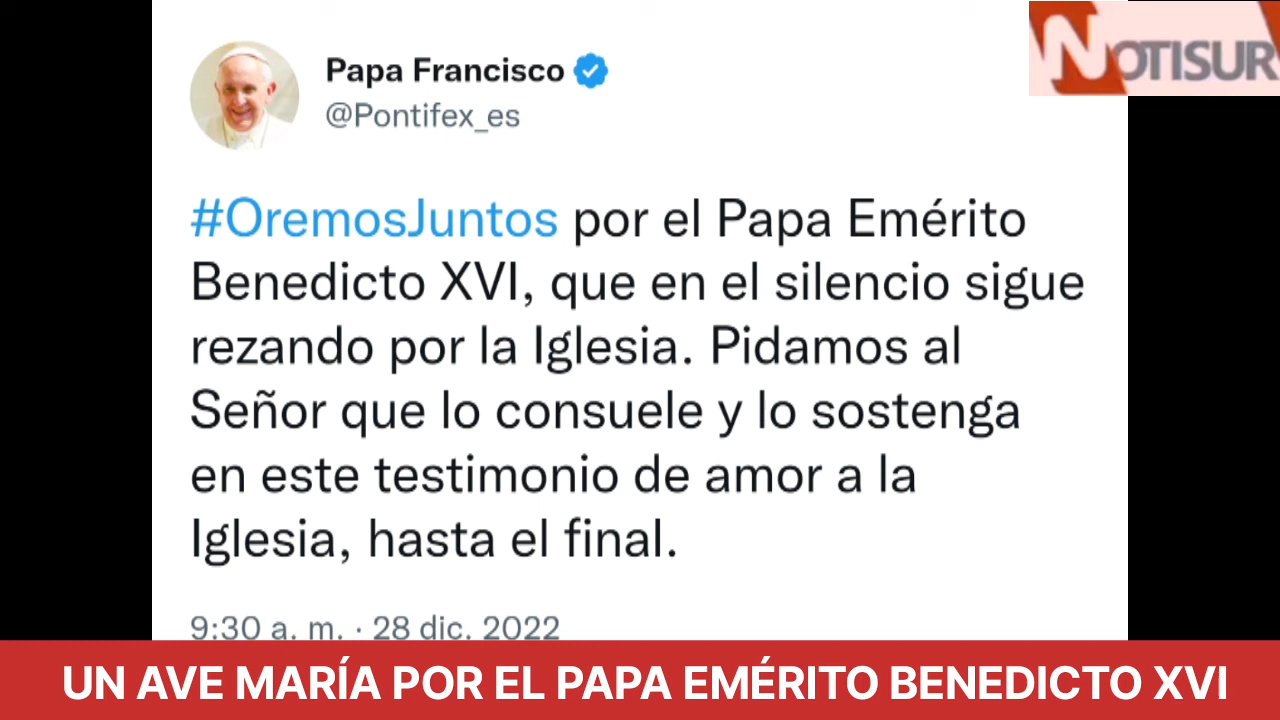 Papa Francisco
@Pontifex_es
NOTISUR
#OremosJuntos por el Papa Emérito
Benedicto XVI, que en el silencio sigue
rezando por la Iglesia. Pidamos al
Señor que lo consuele y lo sostenga
en este testimonio de amor a la
Iglesia, hasta el final.
9:30 a. m. · 28 dic. 2022
UN AVE MARÍA POR EL PAPA EMÉRITO BENEDICTO XVI